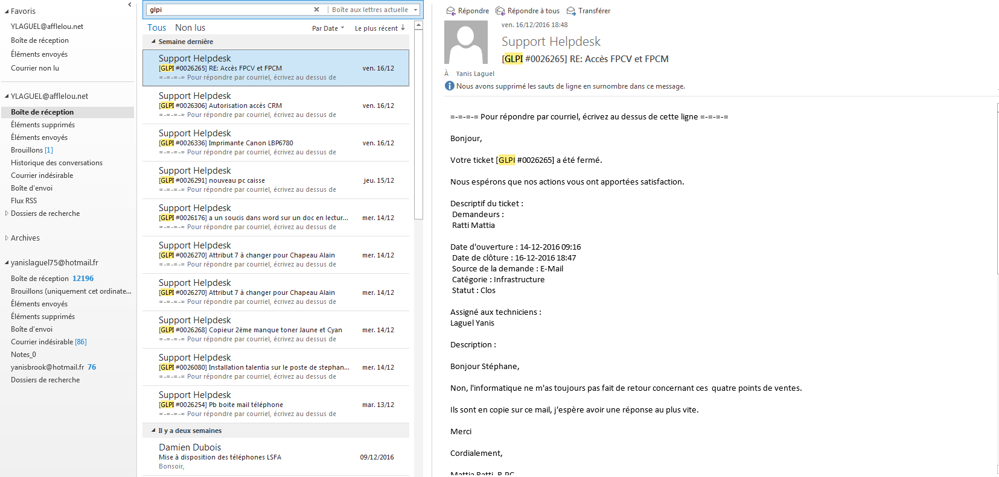 Favoris
YLAGUEL@afflelou.net
Boîte de réception
Éléments envoyés
Courrier non lu
YLAGUEL@afflelou.net
Boîte de réception
Éléments supprimés
Éléments envoyés
Brouillons [1]
Historique des conversations
Courrier indésirable
Boîte d'envoi
Flux RSS
Dossiers de recherche
Archives
yanislaguel75@hotmail.fr
Boîte de réception 12196
Brouillons (uniquement cet ordinate...
Éléments envoyés
Éléments supprimés
Boîte d'envoi
Courrier indésirable [86]
Notes_0
yanisbrook@hotmail.fr 76
Dossiers de recherche
glpi
Boîte aux lettres actuelle
Tous Non lus Par Date Le plus récent
Semaine dernière
Support Helpdesk
[GLPI #0026265] RE: Accès FPCV et FPCM ven. 16/12
=-=-=-= Pour répondre par courriel, écrivez au dessus de
Support Helpdesk
[GLPI #0026306] Autorisation accès CRM ven. 16/12
=-=-=-= Pour répondre par courriel, écrivez au dessus de
Support Helpdesk
[GLPI #0026336] Imprimante Canon LBP6780 ven. 16/12
=-=-=-= Pour répondre par courriel, écrivez au dessus de
Support Helpdesk
[GLPI #0026291] nouveau pc caisse jeu. 15/12
=-=-=-= Pour répondre par courriel, écrivez au dessus de
Support Helpdesk
[GLPI #0026176] a un soucis dans word sur un doc en lectur... mer. 14/12
=-=-=-= Pour répondre par courriel, écrivez au dessus de
Support Helpdesk
[GLPI #0026270] Attribut 7 à changer pour Chapeau Alain mer. 14/12
=-=-=-= Pour répondre par courriel, écrivez au dessus de
Support Helpdesk
[GLPI #0026270] Attribut 7 à changer pour Chapeau Alain mer. 14/12
=-=-=-= Pour répondre par courriel, écrivez au dessus de
Support Helpdesk
[GLPI #0026268] Copieur 2ème manque toner Jaune et Cyan mer. 14/12
=-=-=-= Pour répondre par courriel, écrivez au dessus de
Support Helpdesk
[GLPI #0026080] Installation talentia sur le poste de stephan... mer. 14/12
=-=-=-= Pour répondre par courriel, écrivez au dessus de
Support Helpdesk
[GLPI #0026254] Pb boite mail téléphone mar. 13/12
=-=-=-= Pour répondre par courriel, écrivez au dessus de
Il y a deux semaines
Damien Dubois
Mise à disposition des téléphones LSFA 09/12/2016
Bonsoir,
Répondre Répondre à tous Transférer
ven. 16/12/2016 18:48
Support Helpdesk
[GLPI #0026265] RE: Accès FPCV et FPCM
À Yanis Laguel
Nous avons supprimé les sauts de ligne en surnombre dans ce message.
=-=-=-= Pour répondre par courriel, écrivez au dessus de cette ligne =-=-=-=
Bonjour,
Votre ticket [GLPI #0026265] a été fermé.
Nous espérons que nos actions vous ont apportées satisfaction.
Descriptif du ticket :
Demandeurs :
Ratti Mattia
Date d'ouverture : 14-12-2016 09:16
Date de clôture : 16-12-2016 18:47
Source de la demande : E-Mail
Catégorie : Infrastructure
Statut : Clos
Assigné aux techniciens :
Laguel Yanis
Description :
Bonjour Stéphane,
Non, l'informatique ne m'as toujours pas fait de retour concernant ces  quatre points de ventes.
Ils sont en copie sur ce mail, j'espère avoir une réponse au plus vite.
Merci
Cordialement,
Mattia Ratti